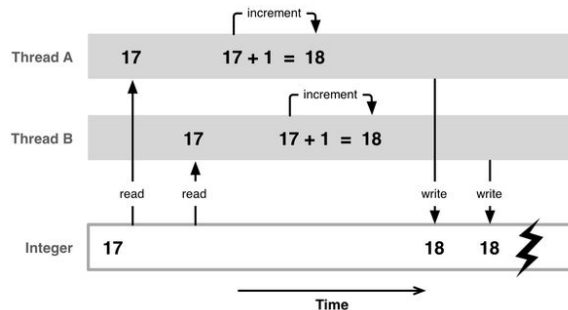 increment
Thread A 17 17 + 1 = 18
increment
Thread B 17 17 + 1 = 18
read read write write
Integer 17 18 18
Time